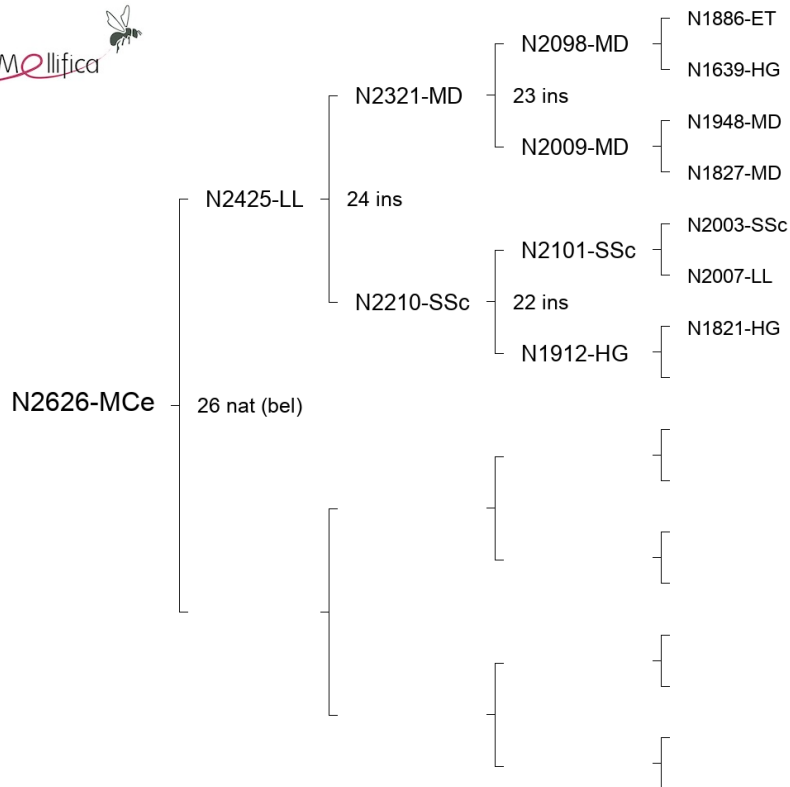 Mellifica
N1886-ET
N2098-MD
N1639-HG
N2321-MD
23 ins
N1948-MD
N2009-MD
N1827-MD
N2425-LL
24 ins
N2003-SSc
N2101-SSc
N2007-LL
N2210-SSc
22 ins
N1821-HG
N1912-HG
N2626-MCe
26 nat (bel)